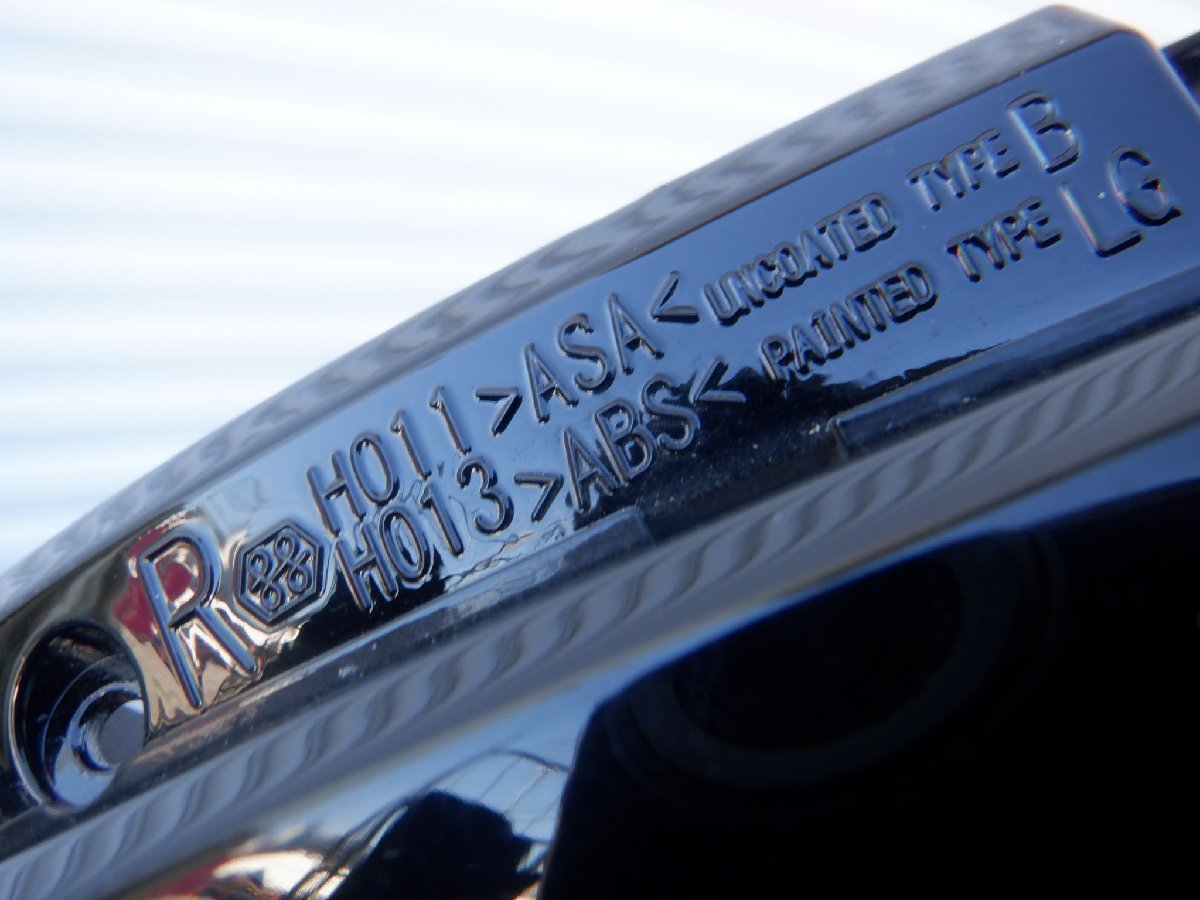 R H011 >ASA< UNCOATED TYPE B
H013 >ABS< PAINTED TYPE LG